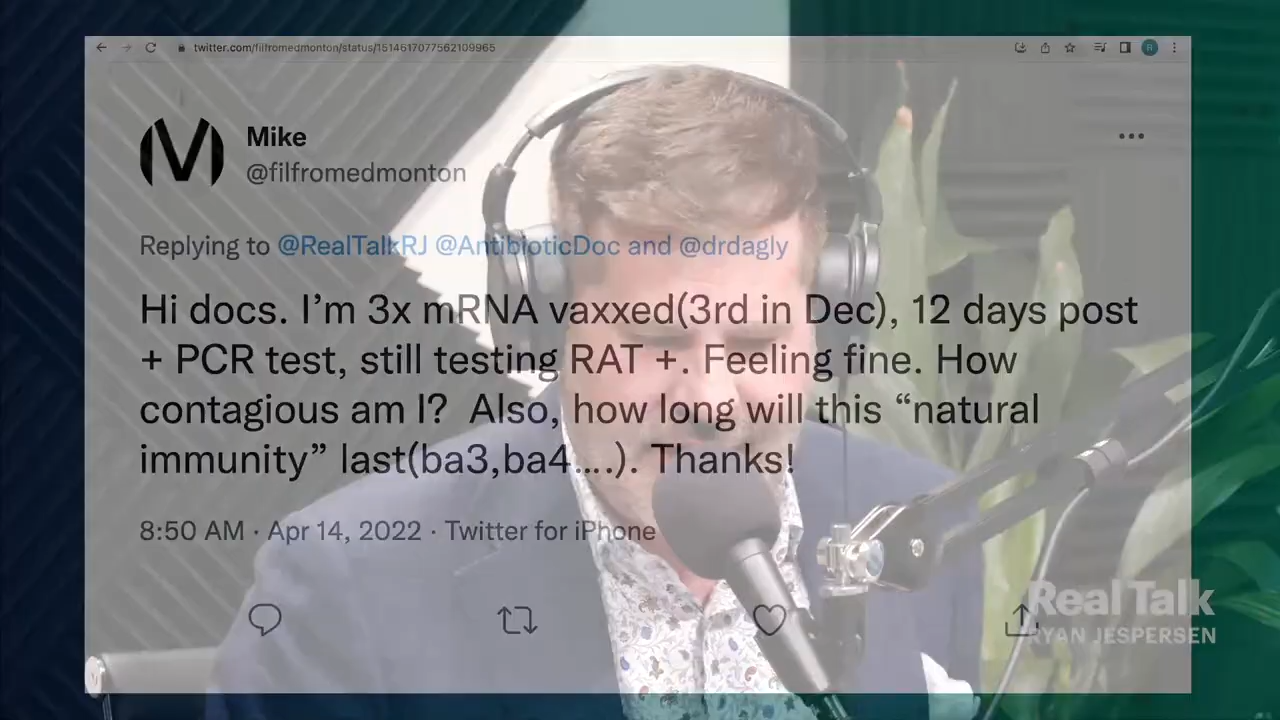 twitter.com/filfromedmonton/status/1514617077562109965
Mike
@filfromedmonton
Replying to @RealTalkRJ @AntibioticDoc and @drdagly
Hi docs. I’m 3x mRNA vaxxed(3rd in Dec), 12 days post
+ PCR test, still testing RAT +. Feeling fine. How
contagious am I?  Also, how long will this “natural
immunity” last(ba3,ba4….). Thanks!
8:50 AM · Apr 14, 2022 · Twitter for iPhone
Real Talk
RYAN JESPERSEN